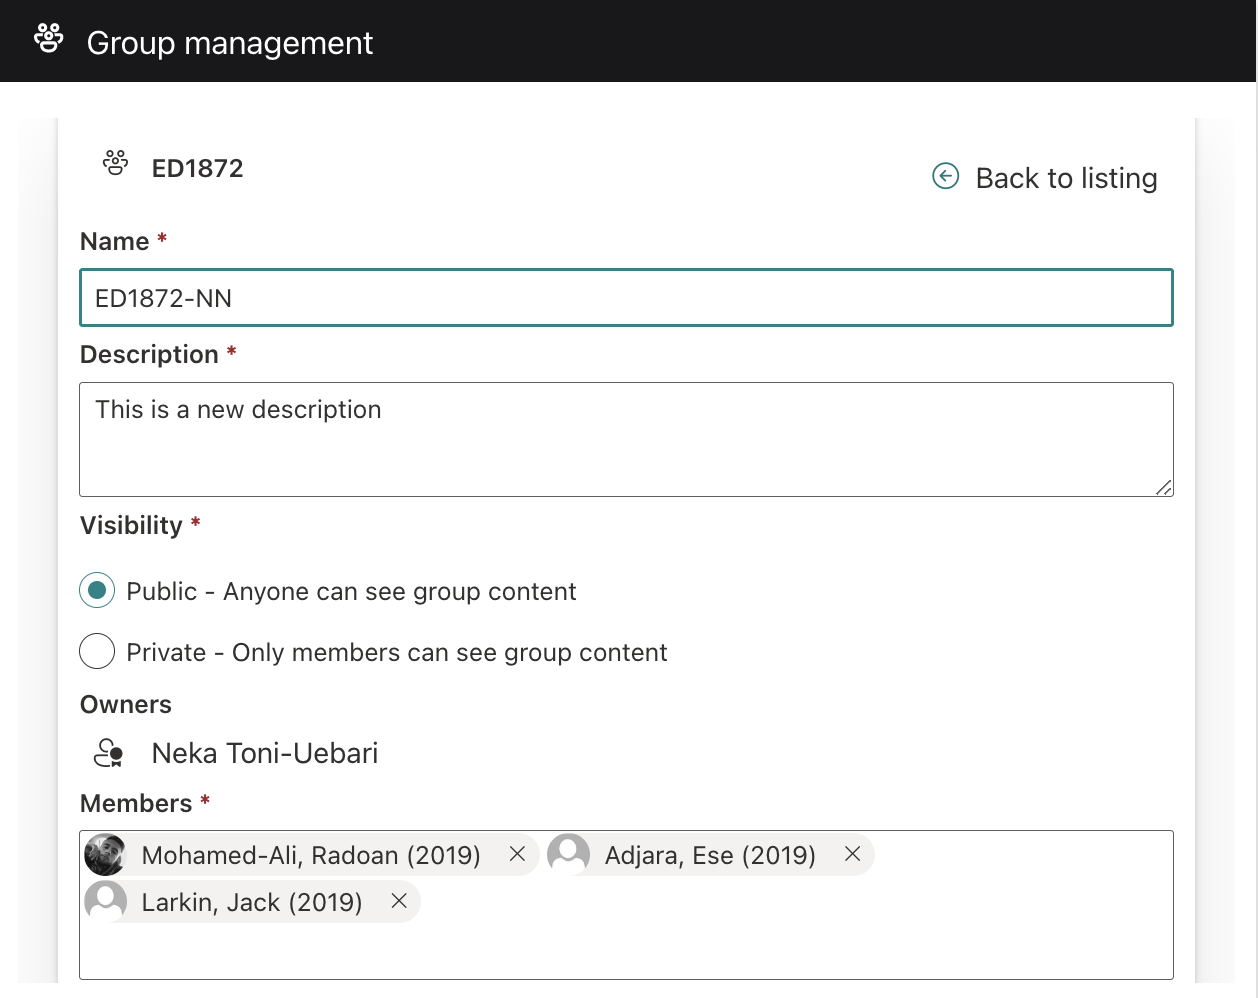 Group management
ED1872
Back to listing
Name *
ED1872-NN
Description *
This is a new description
Visibility *
Public - Anyone can see group content
Private - Only members can see group content
Owners
Neka Toni-Uebari
Members *
Mohamed-Ali, Radoan (2019)
Adjara, Ese (2019)
Larkin, Jack (2019)